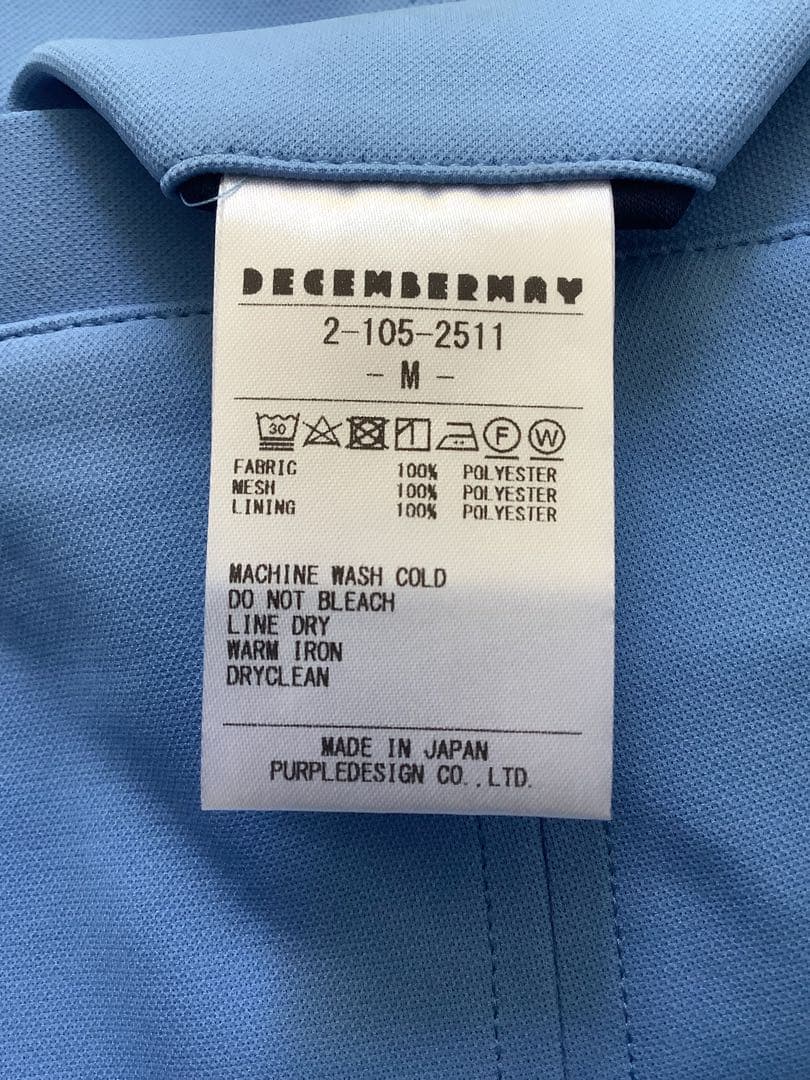 DECEMBERMAY
2-105-2511
- M -
30 F W
FABRIC 100% POLYESTER
MESH 100% POLYESTER
LINING 100% POLYESTER
MACHINE WASH COLD
DO NOT BLEACH
LINE DRY
WARM IRON
DRYCLEAN
MADE IN JAPAN
PURPLEDESIGN CO.,LTD.